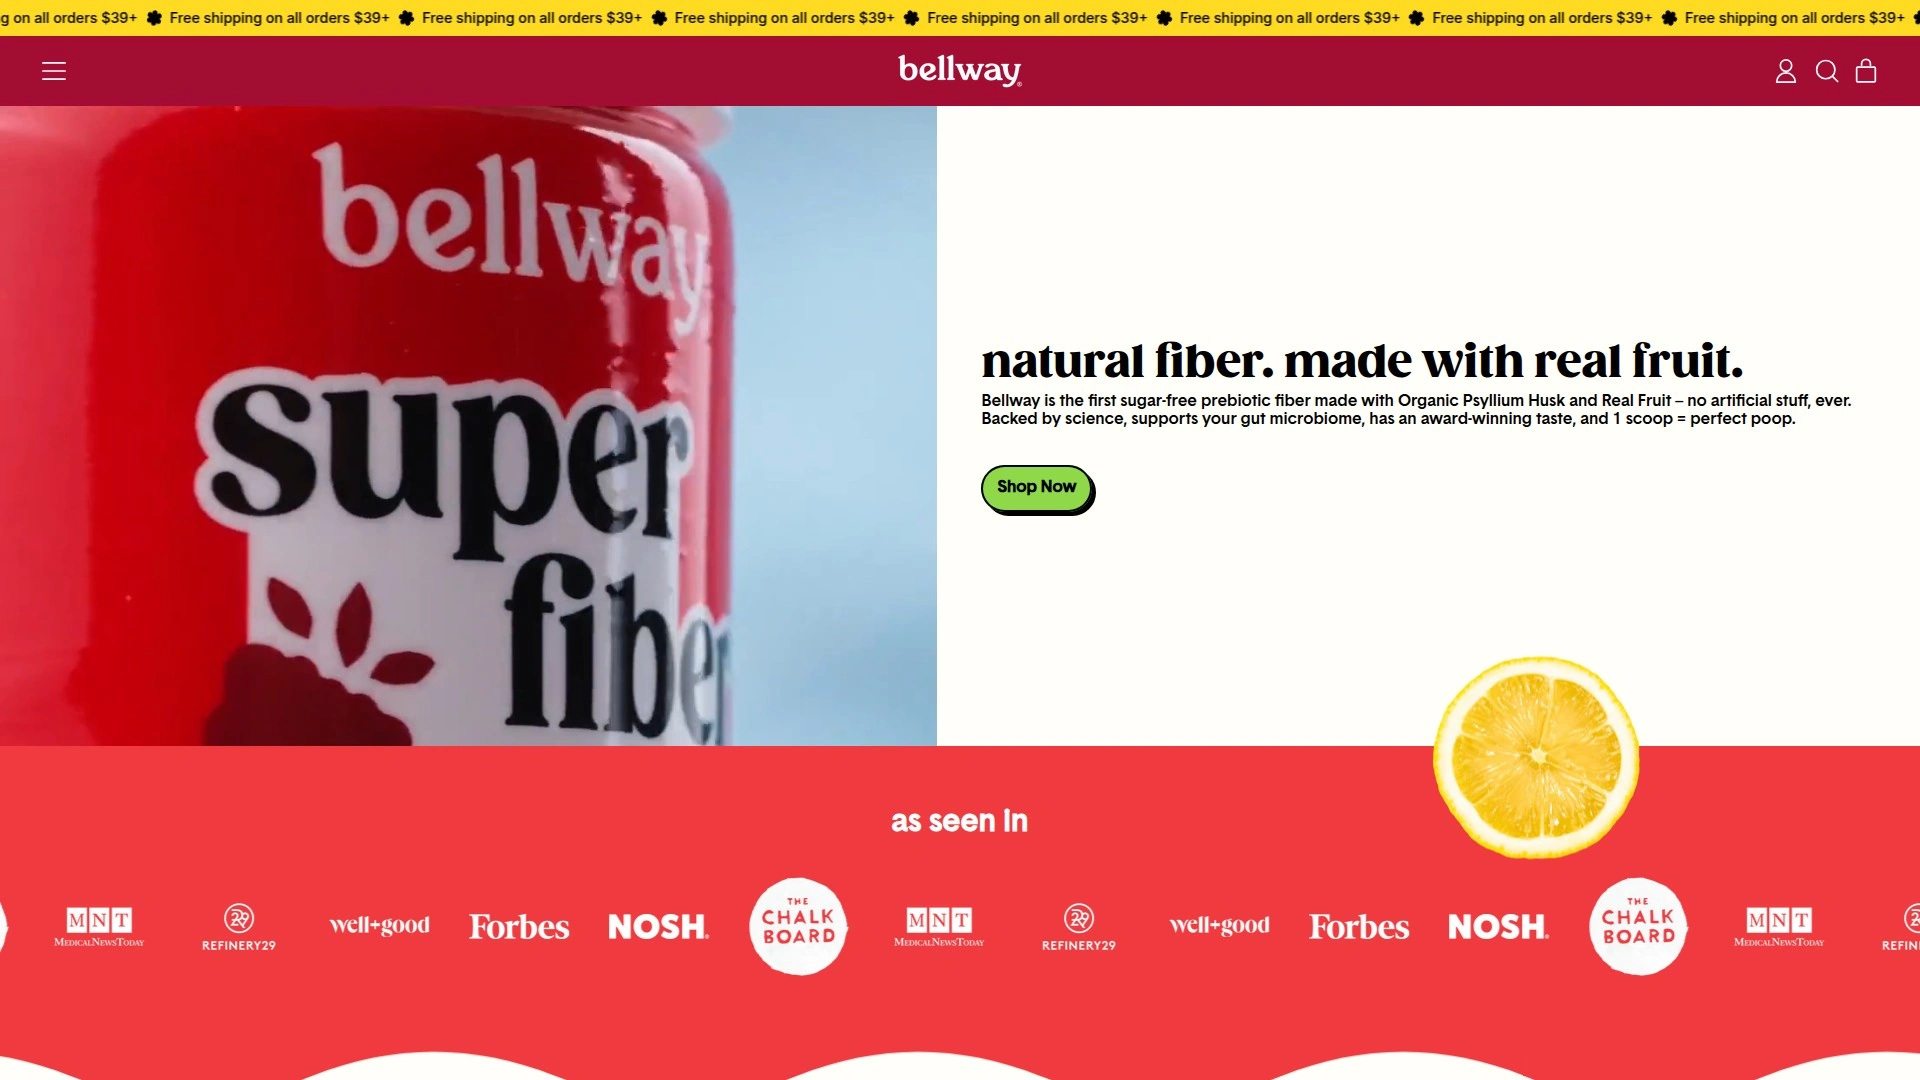 g on all orders $39+ Free shipping on all orders $39+ Free shipping on all orders $39+ Free shipping on all orders $39+ Free shipping on all orders $39+ Free shipping on all orders $39+ Free shipping on all orders $39+ Free shipping on all orders $39+
bellway®
bellway
super
fiber
natural fiber. made with real fruit.
Bellway is the first sugar-free prebiotic fiber made with Organic Psyllium Husk and Real Fruit – no artificial stuff, ever.
Backed by science, supports your gut microbiome, has an award-winning taste, and 1 scoop = perfect poop.
Shop Now
as seen in
MNT MEDICALNEWSTODAY
29 REFINERY29
well+good
Forbes
NOSH.
THE
CHALK
BOARD
MNT MEDICALNEWSTODAY
29 REFINERY29
well+good
Forbes
NOSH.
THE
CHALK
BOARD
MNT MEDICALNEWSTODAY
2 REFIN